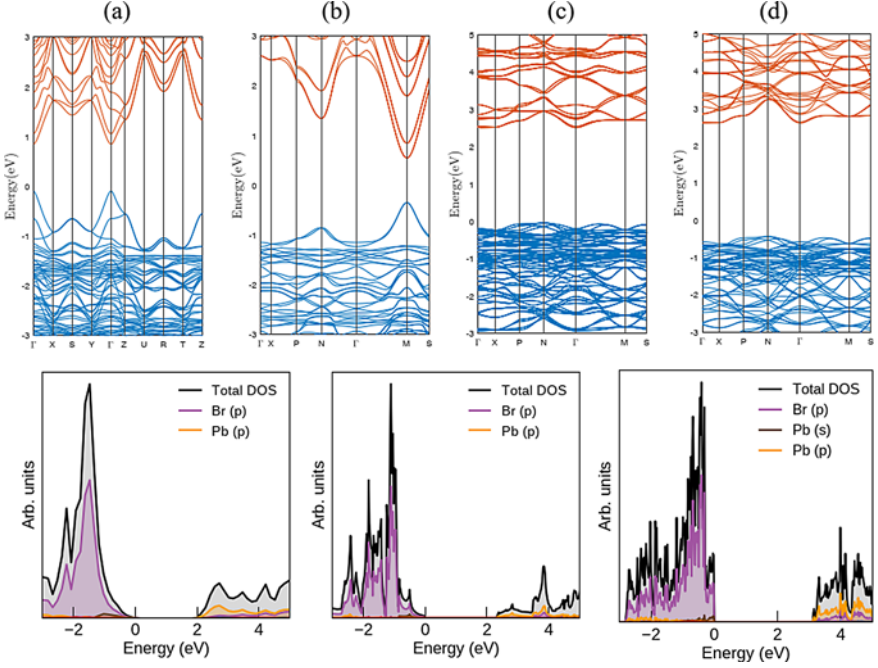 (a) (b) (c) (d)
Energy(eV)
3
2
1
0
-1
-2
-3
Γ X S Y Γ Z U R T Z
Energy(eV)
3
2
1
0
-1
-2
-3
Γ X P N Γ M S
Energy(eV)
5
4
3
2
1
0
-1
-2
-3
Γ X P N Γ M S
Energy(eV)
5
4
3
2
1
0
-1
-2
-3
Γ X P N Γ M S
Arb. units
Total DOS
Br (p)
Pb (p)
−2 0 2 4
Energy (eV)
Arb. units
Total DOS
Br (p)
Pb (p)
−2 0 2 4
Energy (eV)
Arb. units
Total DOS
Br (p)
Pb (s)
Pb (p)
−2 0 2 4
Energy (eV)